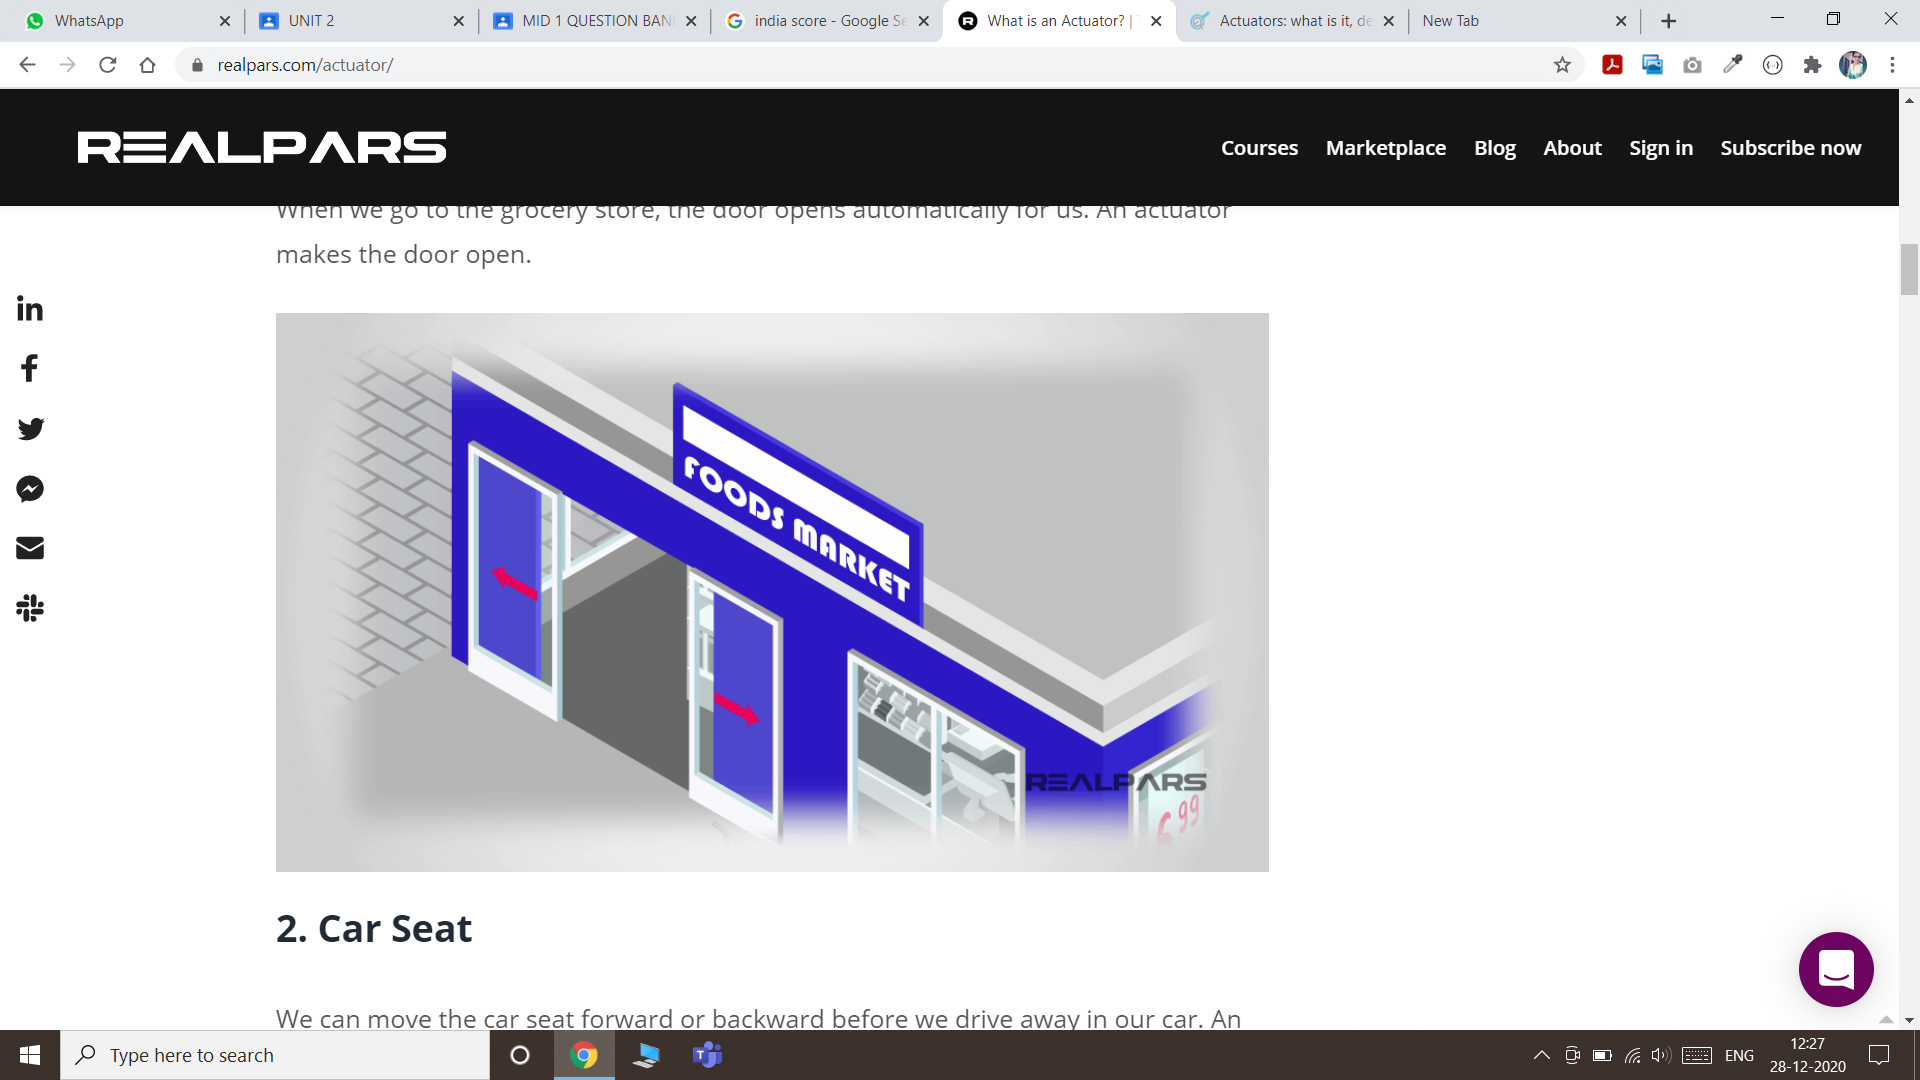 WhatsApp
UNIT 2
MID 1 QUESTION BAN
india score - Google Se
What is an Actuator? |
Actuators: what is it, de
New Tab
realpars.com/actuator/
REALPARS
Courses Marketplace Blog About Sign in Subscribe now
When we go to the grocery store, the door opens automatically for us. An actuator
makes the door open.
FOODS MARKET
REALPARS
6.99
2. Car Seat
We can move the car seat forward or backward before we drive away in our car. An
Type here to search
ENG
12:27
28-12-2020